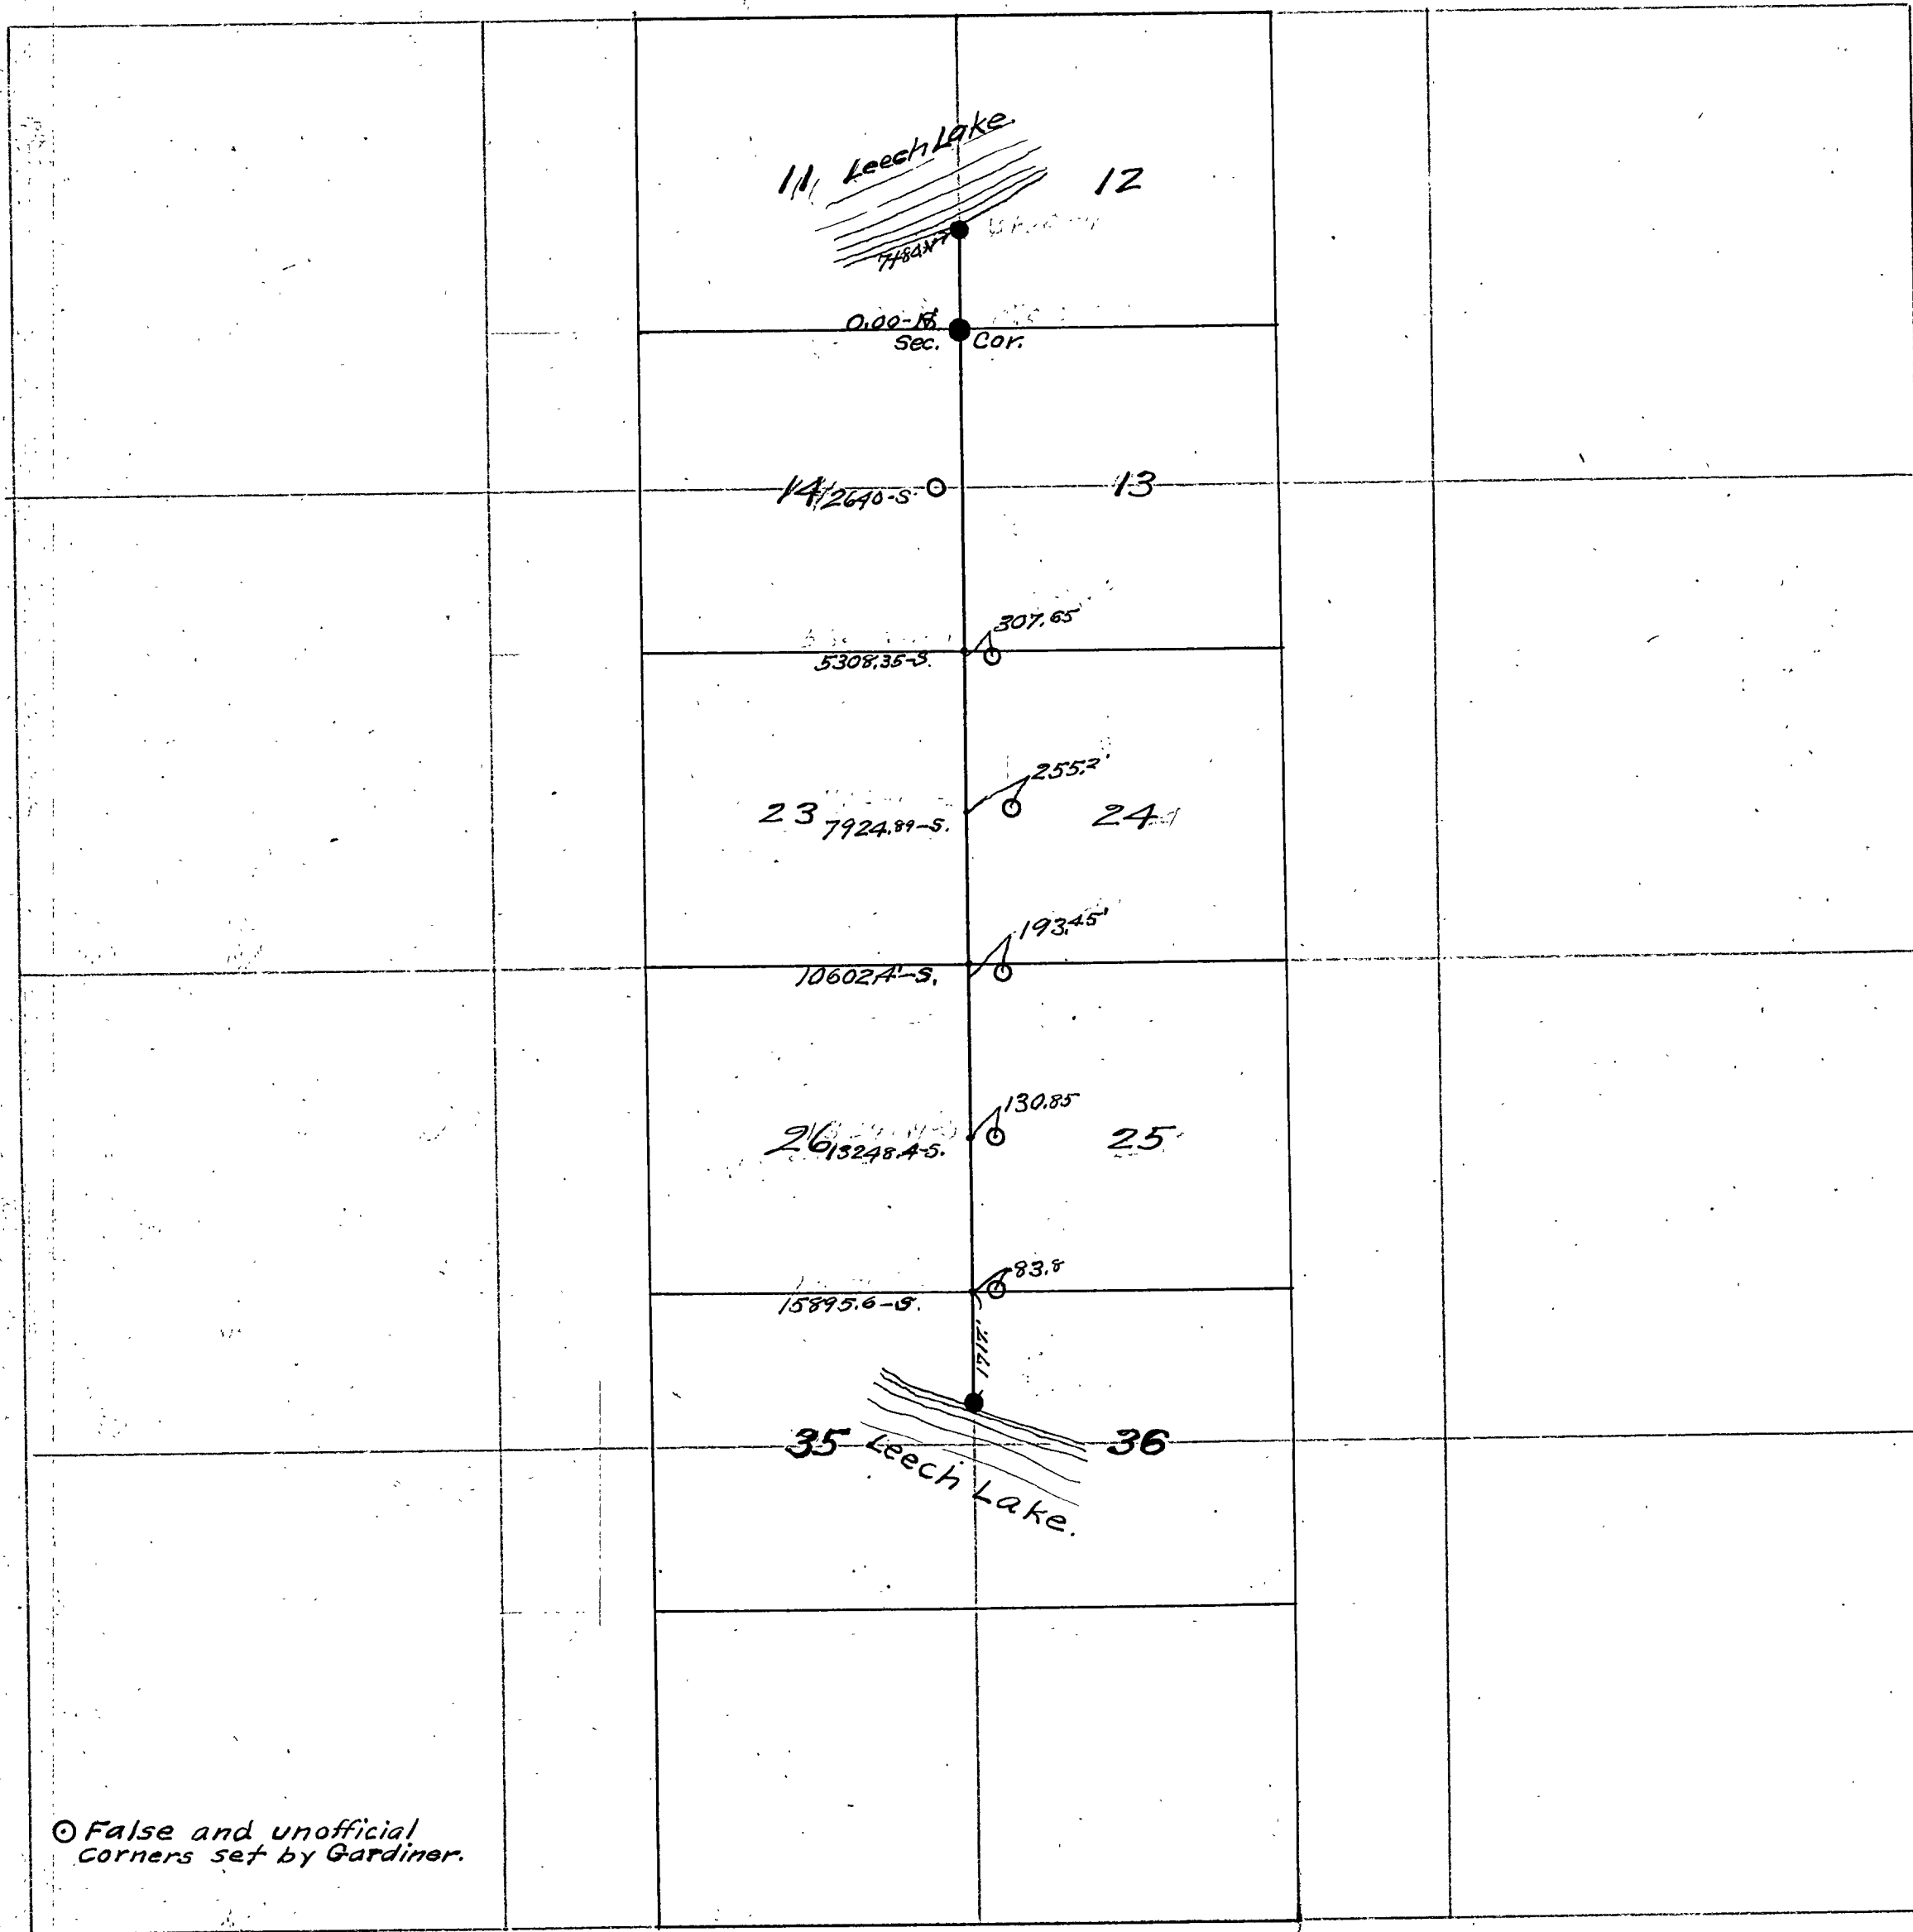 Leech Lake
11
12
Sec. Cor.
14
2640-S.
13
307.65
5308.35-S.
255.2'
23
7924.89-S.
24
193.45'
10602.4'-S.
130.85
26
13248.4-S.
25
83.8
15895.6-S.
1717.'
35
36
Leech Lake.
False and unofficial
corners set by Gardiner.